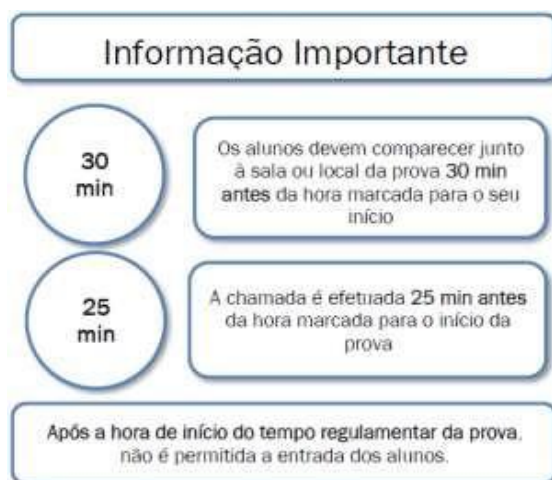 Informação Importante
30
min
Os alunos devem comparecer junto
à sala ou local da prova 30 min
antes da hora marcada para o seu
início
25
min
A chamada é efetuada 25 min antes
da hora marcada para o início da
prova
Após a hora de início do tempo regulamentar da prova,
não é permitida a entrada dos alunos.